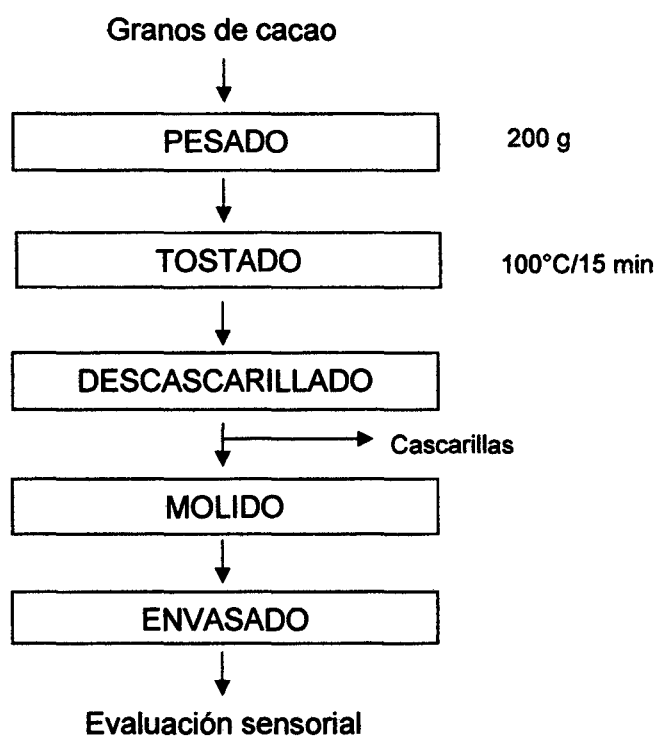 Granos de cacao
PESADO
200 g
TOSTADO
100°C/15 min
DESCASCARILLADO
Cascarillas
MOLIDO
ENVASADO
Evaluación sensorial